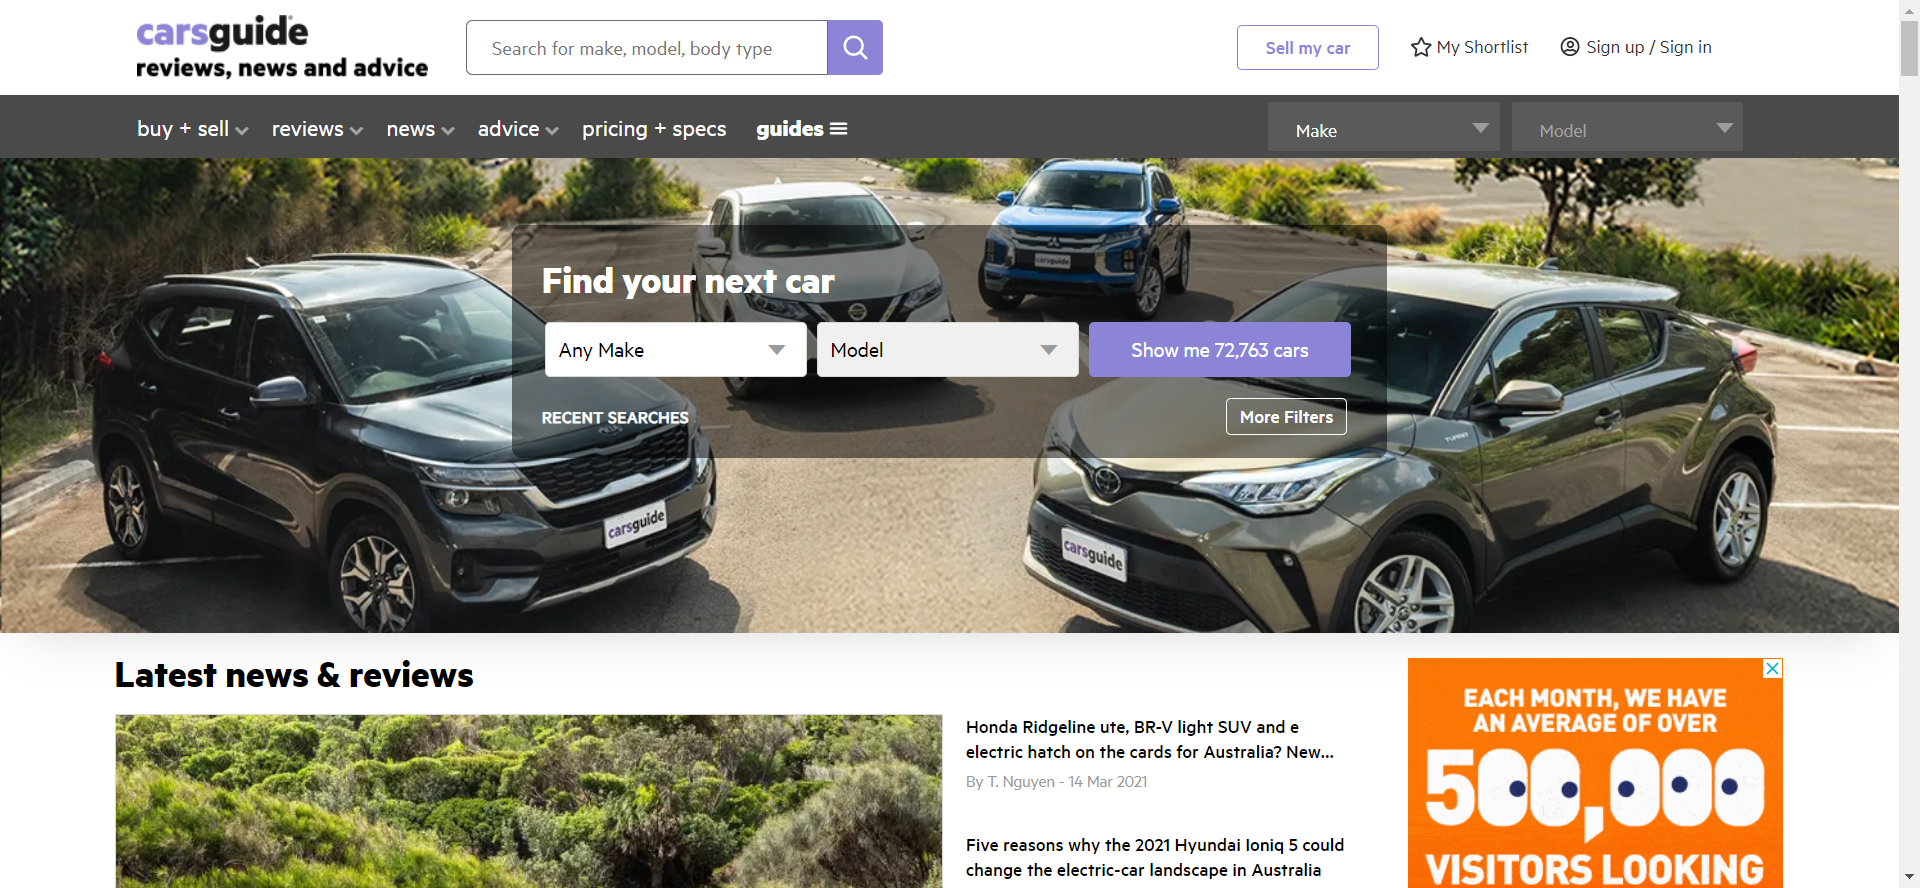 carsguide
reviews, news and advice
Search for make, model, body type
Sell my car
My Shortlist
Sign up / Sign in
buy + sell
reviews
news
advice
pricing + specs
guides
Make
Model
Find your next car
Any Make
Model
Show me 72,763 cars
RECENT SEARCHES
More Filters
carsguide
carsguide
carsguide
Latest news & reviews
Honda Ridgeline ute, BR-V light SUV and e
electric hatch on the cards for Australia? New...
By T. Nguyen - 14 Mar 2021
Five reasons why the 2021 Hyundai Ioniq 5 could
change the electric-car landscape in Australia
EACH MONTH, WE HAVE
AN AVERAGE OF OVER
500,000
VISITORS LOOKING